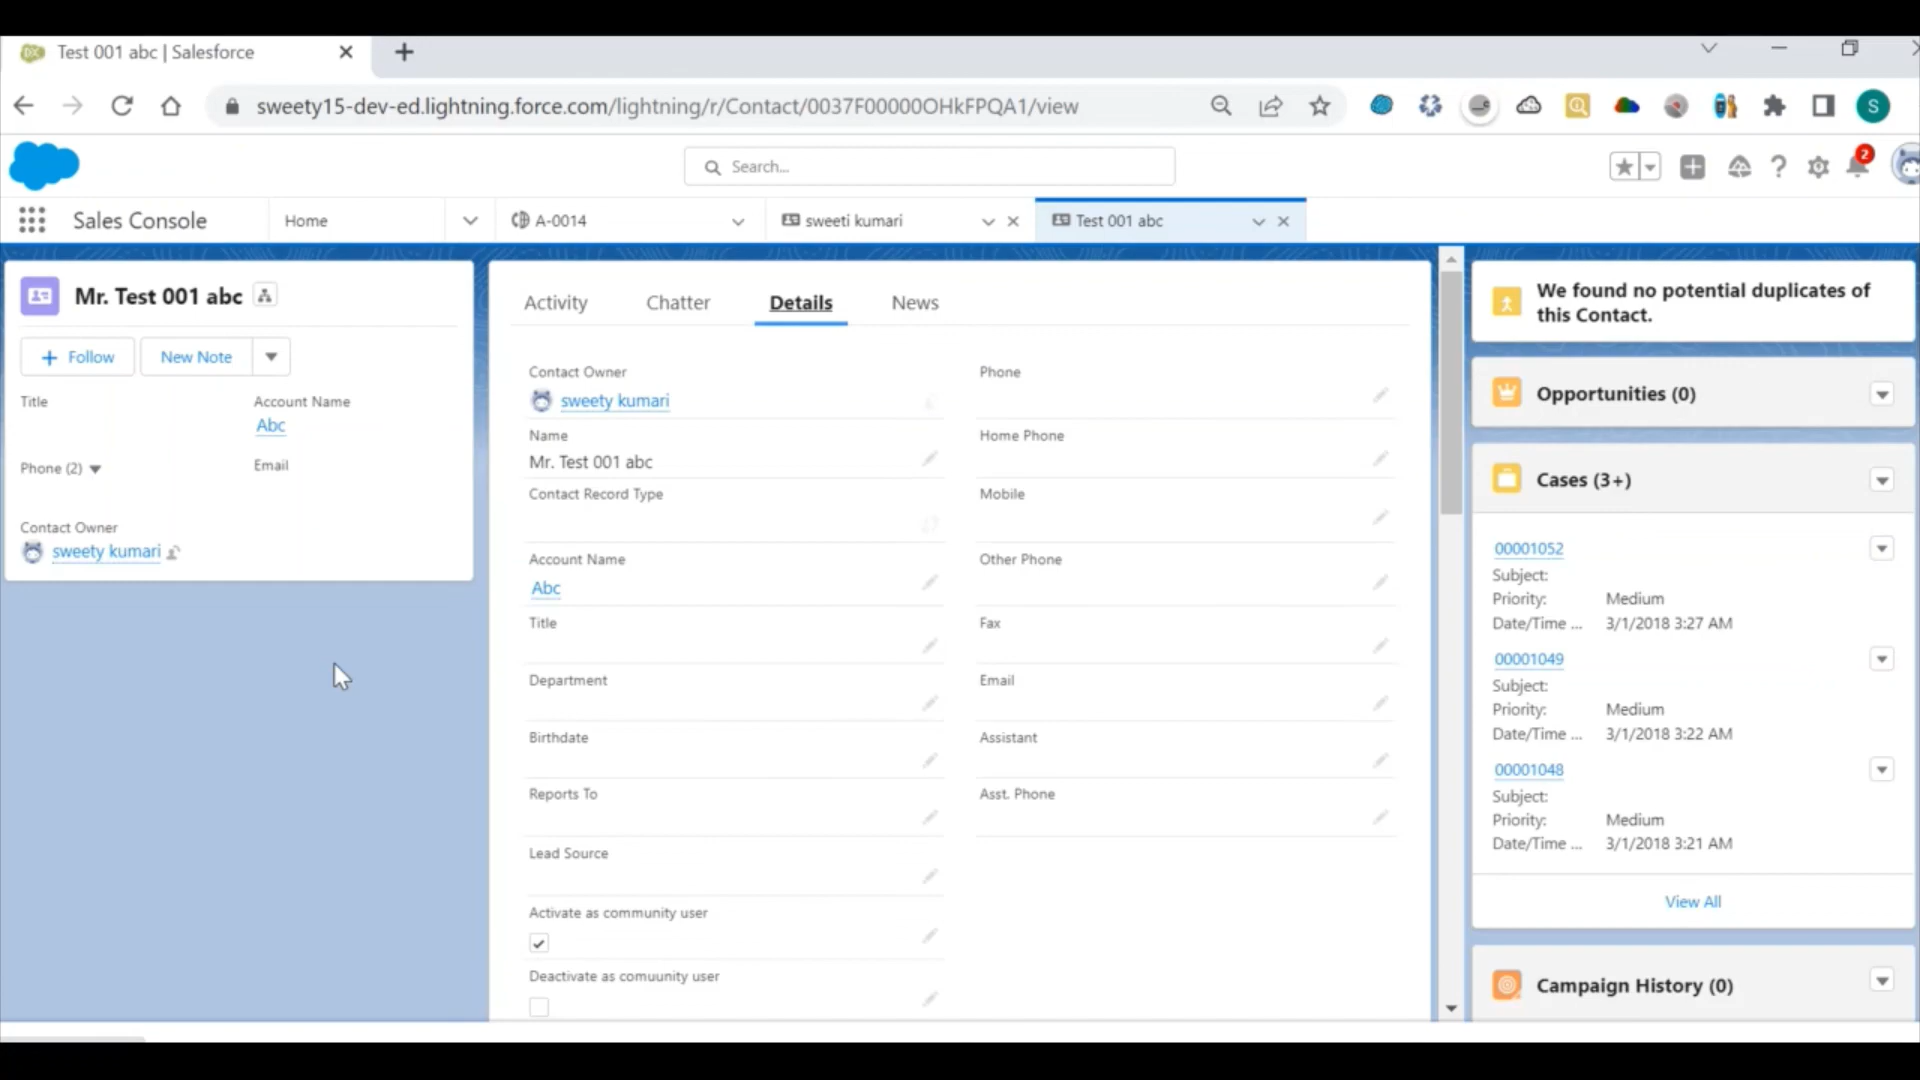 Test 001 abc | Salesforce
sweety15-dev-ed.lightning.force.com/lightning/r/Contact/0037F00000OHkFPQA1/view
S
Search...
2
Sales Console
Home
A-0014
sweeti kumari
Test 001 abc
Mr. Test 001 abc
Follow
New Note
Title
Account Name
Abc
Phone (2)
Email
Contact Owner
sweety kumari
Activity
Chatter
Details
News
Contact Owner
sweety kumari
Phone
Name
Mr. Test 001 abc
Home Phone
Contact Record Type
Mobile
Account Name
Abc
Other Phone
Title
Fax
Department
Email
Birthdate
Assistant
Reports To
Asst. Phone
Lead Source
Activate as community user
Deactivate as comuunity user
We found no potential duplicates of
this Contact.
Opportunities (0)
Cases (3+)
00001052
Subject:
Priority: Medium
Date/Time ... 3/1/2018 3:27 AM
00001049
Subject:
Priority: Medium
Date/Time ... 3/1/2018 3:22 AM
00001048
Subject:
Priority: Medium
Date/Time ... 3/1/2018 3:21 AM
View All
Campaign History (0)